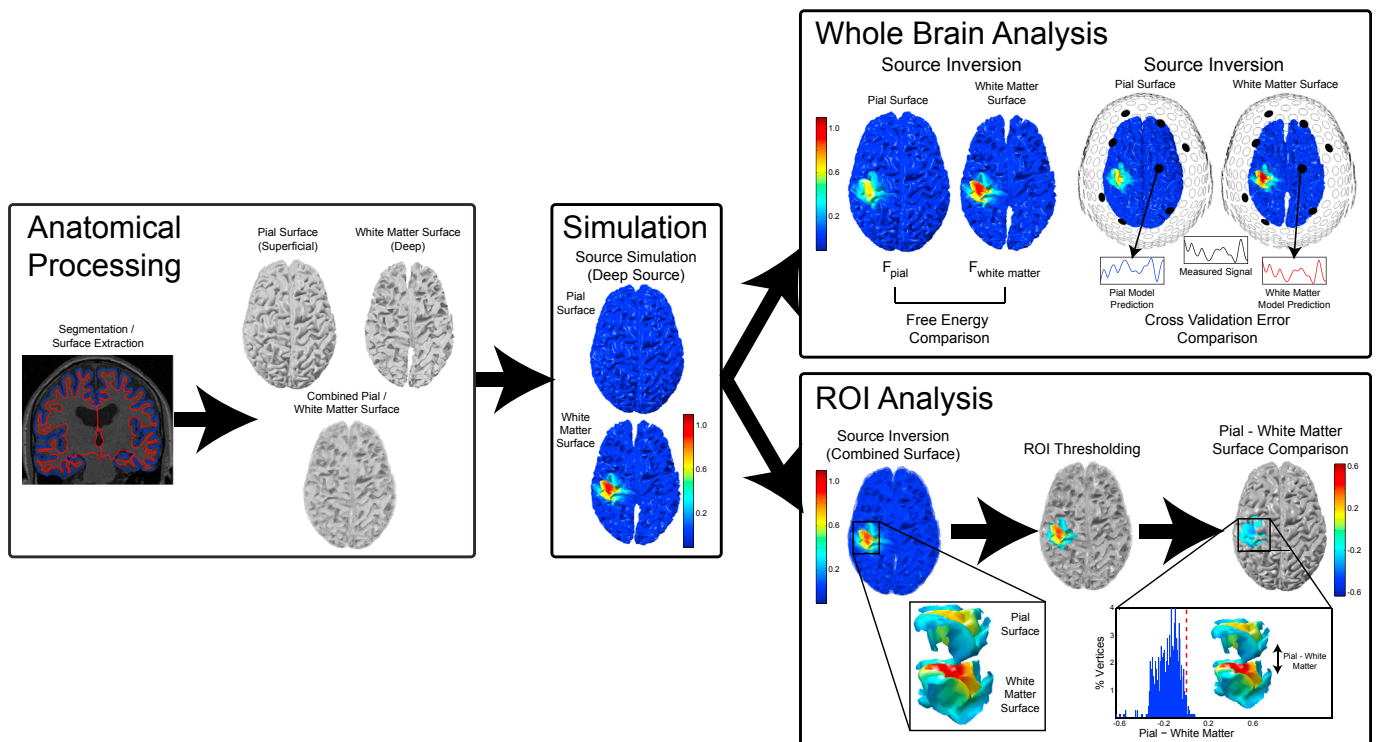 Anatomical
Processing
Segmentation /
Surface Extraction
Pial Surface
(Superficial)
White Matter Surface
(Deep)
Combined Pial /
White Matter Surface
Simulation
Source Simulation
(Deep Source)
Pial
Surface
White
Matter
Surface
1.0
0.6
0.2
Whole Brain Analysis
Source Inversion
Pial Surface
White Matter
Surface
1.0
0.6
0.2
Fpial
Fwhite matter
Free Energy
Comparison
Source Inversion
Pial Surface
White Matter Surface
Measured Signal
Pial Model
Prediction
White Matter
Model Prediction
Cross Validation Error
Comparison
ROI Analysis
Source Inversion
(Combined Surface)
1.0
0.6
0.2
Pial
Surface
White
Matter
Surface
ROI Thresholding
Pial - White Matter
Surface Comparison
0.6
0.2
-0.2
-0.6
% Vertices
4
3
2
1
-0.6
-0.2
0.2
0.6
Pial − White Matter
Pial - White
Matter